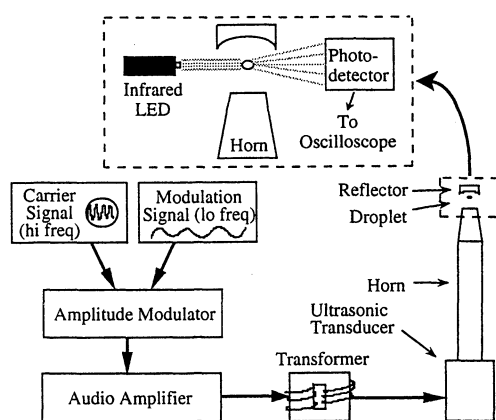 Infrared
LED
Horn
Photo-
detector
To
Oscilloscope
Carrier
Signal
(hi freq)
Modulation
Signal (lo freq)
Reflector
Droplet
Horn
Ultrasonic
Transducer
Amplitude Modulator
Transformer
Audio Amplifier